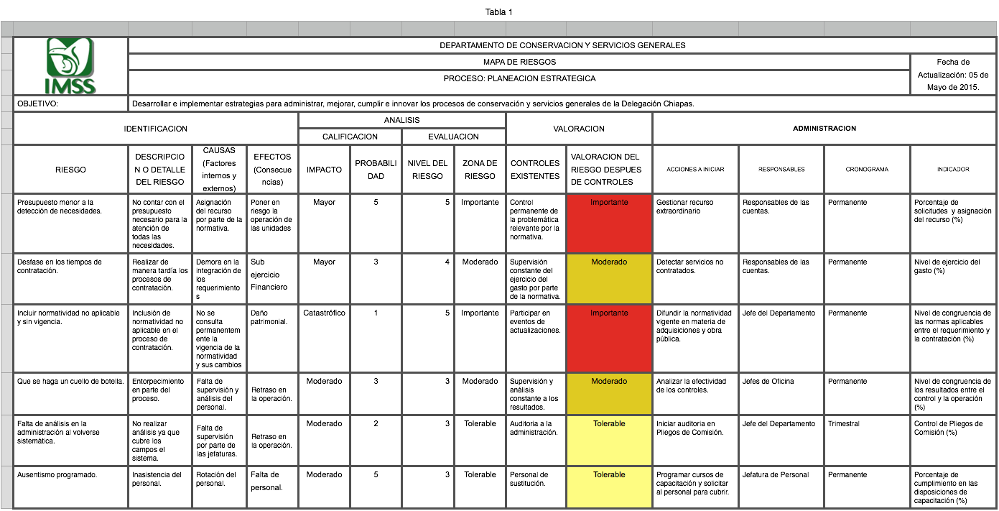 Tabla 1
IMSS
DEPARTAMENTO DE CONSERVACION Y SERVICIOS GENERALES
MAPA DE RIESGOS
PROCESO: PLANEACION ESTRATEGICA
Fecha de
Actualización: 05 de
Mayo de 2015.
OBJETIVO:
Desarrollar e implementar estrategias para administrar, mejorar, cumplir e innovar los procesos de conservación y servicios generales de la Delegación Chiapas.
IDENTIFICACION
ANALISIS
VALORACION
ADMINISTRACION
CALIFICACION
EVALUACION
RIESGO
DESCRIPCIO
N O DETALLE
DEL RIESGO
CAUSAS
(Factores
internos y
externos)
EFECTOS
(Consecue
ncias)
IMPACTO
PROBABILI
DAD
NIVEL DEL
RIESGO
ZONA DE
RIESGO
CONTROLES
EXISTENTES
VALORACION DEL
RIESGO DESPUES
DE CONTROLES
ACCIONES A INICIAR
RESPONSABLES
CRONOGRAMA
INDICADOR
Presupuesto menor a la
detección de necesidades.
No contar con el
presupuesto
necesario para la
atención de
todas las
necesidades.
Asignación
del recurso
por parte de la
normativa.
Poner en
riesgo la
operación de
las unidades
Mayor
5
5
Importante
Control
permanente de
la problemática
relevante por la
normativa.
Importante
Gestionar recurso
extraordinario
Responsables de las
cuentas.
Permanente
Porcentaje de
solicitudes y asignación
del recurso (%)
Desfase en los tiempos de
contratación.
Realizar de
manera tardía los
procesos de
contratación.
Demora en la
integración de
los
requerimiento
s
Sub
ejercicio
Financiero
Mayor
3
4
Moderado
Supervisión
constante del
ejercicio del
gasto por parte
de la normativa.
Moderado
Detectar servicios no
contratados.
Responsables de las
cuentas.
Permanente
Nivel de ejercicio del
gasto (%)
Incluir normatividad no aplicable
y sin vigencia.
Inclusión de
normatividad no
aplicable en el
proceso de
contratación.
No se
consulta
permanentem
ente la
vigencia de la
normatividad
y sus cambios
Daño
patrimonial.
Catastrófico
1
5
Importante
Participar en
eventos de
actualizaciones.
Importante
Difundir la normatividad
vigente en materia de
adquisiciones y obra
pública.
Jefe del Departamento
Permanente
Nivel de congruencia de
las normas aplicables
entre el requerimiento y
la contratación (%)
Que se haga un cuello de botella.
Entorpecimiento
en parte del
proceso.
Falta de
supervisión y
análisis del
personal.
Retraso en
la operación.
Moderado
3
3
Moderado
Supervisión y
análisis
constante a los
resultados.
Moderado
Analizar la efectividad
de los controles.
Jefes de Oficina
Permanente
Nivel de congruencia de
los resultados entre el
control y la operación
(%)
Falta de análisis en la
administración al volverse
sistemática.
No realizar
análisis ya que
cubre los
campos el
sistema.
Falta de
supervisión
por parte de
las jefaturas.
Retraso en
la operación.
Moderado
2
3
Tolerable
Auditoria a la
administración.
Tolerable
Iniciar auditoria en
Pliegos de Comisión.
Jefe del Departamento
Trimestral
Control de Pliegos de
Comisión (%)
Ausentismo programado.
Inasistencia del
personal.
Rotación del
personal.
Falta de
personal.
Moderado
5
3
Tolerable
Personal de
sustitución.
Tolerable
Programar cursos de
capacitación y solicitar
al personal para cubrir.
Jefatura de Personal
Permanente
Porcentaje de
cumplimiento en las
disposiciones de
capacitación (%)